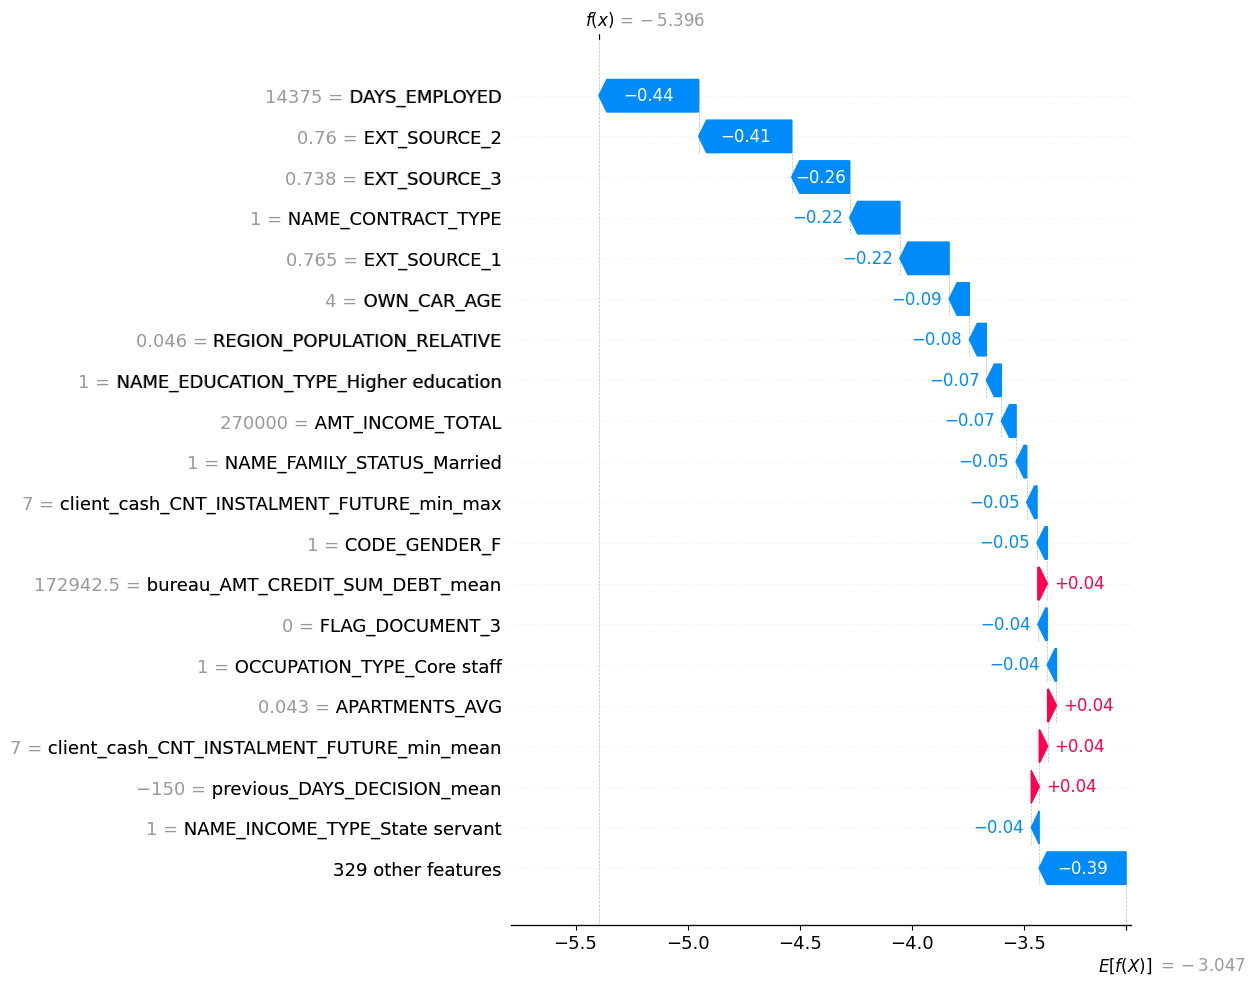 f(x) = −5.396
14375 = DAYS_EMPLOYED −0.44
0.76 = EXT_SOURCE_2 −0.41
0.738 = EXT_SOURCE_3 −0.26
1 = NAME_CONTRACT_TYPE −0.22
0.765 = EXT_SOURCE_1 −0.22
4 = OWN_CAR_AGE −0.09
0.046 = REGION_POPULATION_RELATIVE −0.08
1 = NAME_EDUCATION_TYPE_Higher education −0.07
270000 = AMT_INCOME_TOTAL −0.07
1 = NAME_FAMILY_STATUS_Married −0.05
7 = client_cash_CNT_INSTALMENT_FUTURE_min_max −0.05
1 = CODE_GENDER_F −0.05
172942.5 = bureau_AMT_CREDIT_SUM_DEBT_mean +0.04
0 = FLAG_DOCUMENT_3 −0.04
1 = OCCUPATION_TYPE_Core staff −0.04
0.043 = APARTMENTS_AVG +0.04
7 = client_cash_CNT_INSTALMENT_FUTURE_min_mean +0.04
−150 = previous_DAYS_DECISION_mean +0.04
1 = NAME_INCOME_TYPE_State servant −0.04
329 other features −0.39
−5.5 −5.0 −4.5 −4.0 −3.5
E[f(X)] = −3.047